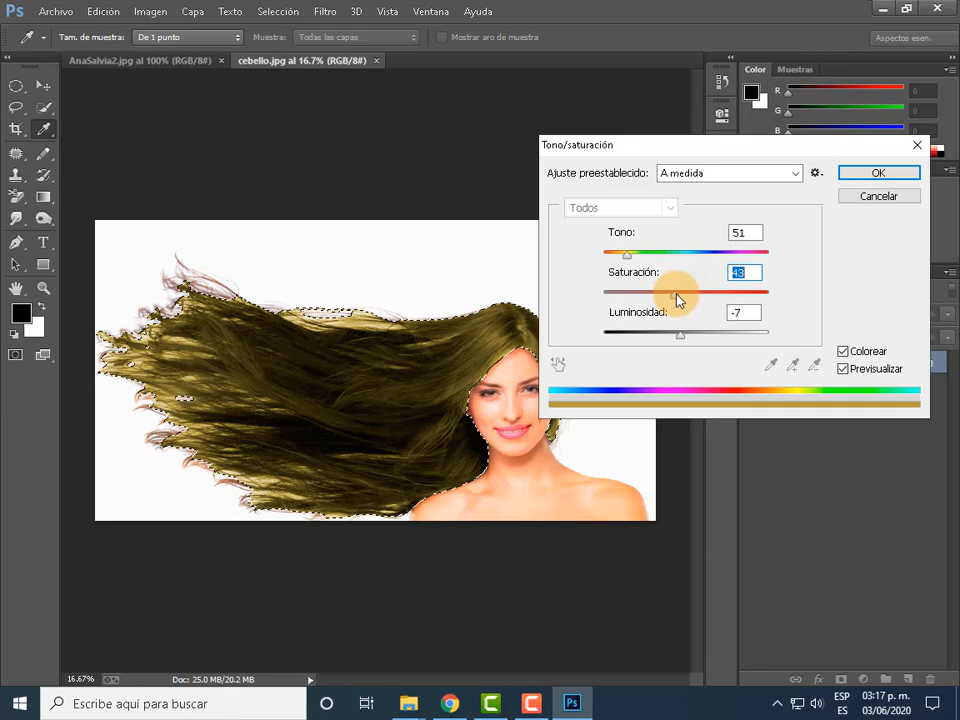 Ps Archivo Edición Imagen Capa Texto Selección Filtro 3D Vista Ventana Ayuda
Tam. de muestra: De 1 punto Muestra: Todas las capas Mostrar aro de muestra Aspectos esen.
AnaSalvia2.jpg al 100% (RGB/8#) × cebello.jpg al 16.7% (RGB/8#) ×
Color Muestras
R 0
G 0
B
Tono/saturación
Ajuste preestablecido: A medida OK
Cancelar
Todos
Tono: 51
Saturación: 43
Luminosidad: -7
Colorear
Previsualizar
16.67% Doc: 25.0 MB/20.2 MB
Escribe aquí para buscar
ESP 03:17 p. m.
ES 03/06/2020